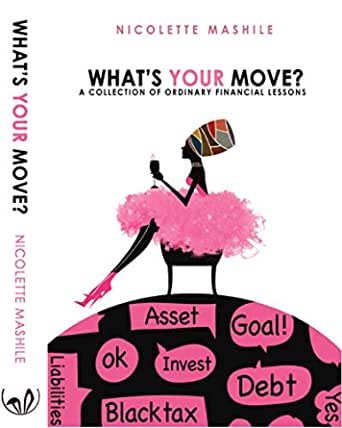 WHAT'S YOUR MOVE?
NICOLETTE MASHILE
NICOLETTE MASHILE
WHAT'S YOUR MOVE?
A COLLECTION OF ORDINARY FINANCIAL LESSONS
Asset
Goal!
ok
Invest
Debt
Liabilities
Blacktax
Yes